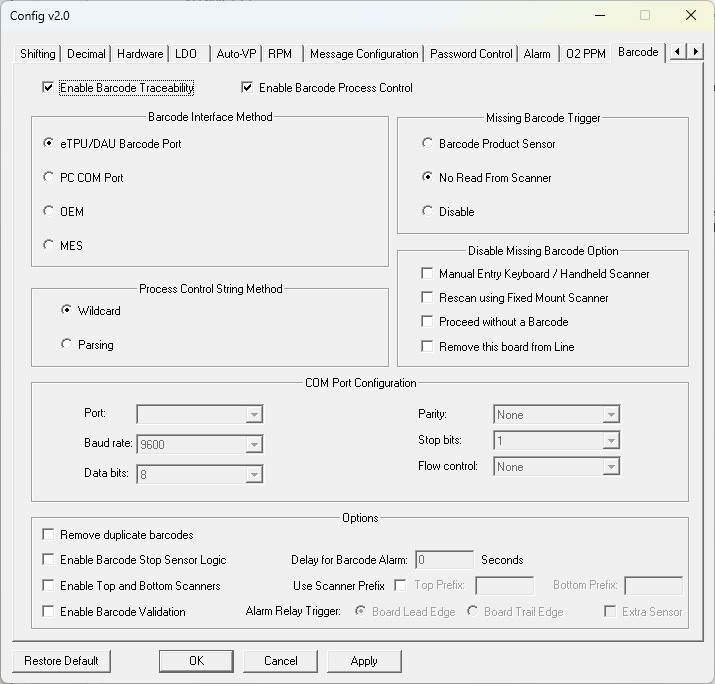 Config v2.0
Shifting Decimal Hardware LDO Auto-VP RPM Message Configuration Password Control Alarm O2 PPM Barcode
Enable Barcode Traceability Enable Barcode Process Control
Barcode Interface Method
eTPU/DAU Barcode Port
PC COM Port
OEM
MES
Missing Barcode Trigger
Barcode Product Sensor
No Read From Scanner
Disable
Process Control String Method
Wildcard
Parsing
Disable Missing Barcode Option
Manual Entry Keyboard / Handheld Scanner
Rescan using Fixed Mount Scanner
Proceed without a Barcode
Remove this board from Line
COM Port Configuration
Port:
Baud rate: 9600
Data bits: 8
Parity: None
Stop bits: 1
Flow control: None
Options
Remove duplicate barcodes
Enable Barcode Stop Sensor Logic Delay for Barcode Alarm: 0 Seconds
Enable Top and Bottom Scanners Use Scanner Prefix Top Prefix: Bottom Prefix:
Enable Barcode Validation Alarm Relay Trigger: Board Lead Edge Board Trail Edge Extra Sensor
Restore Default OK Cancel Apply